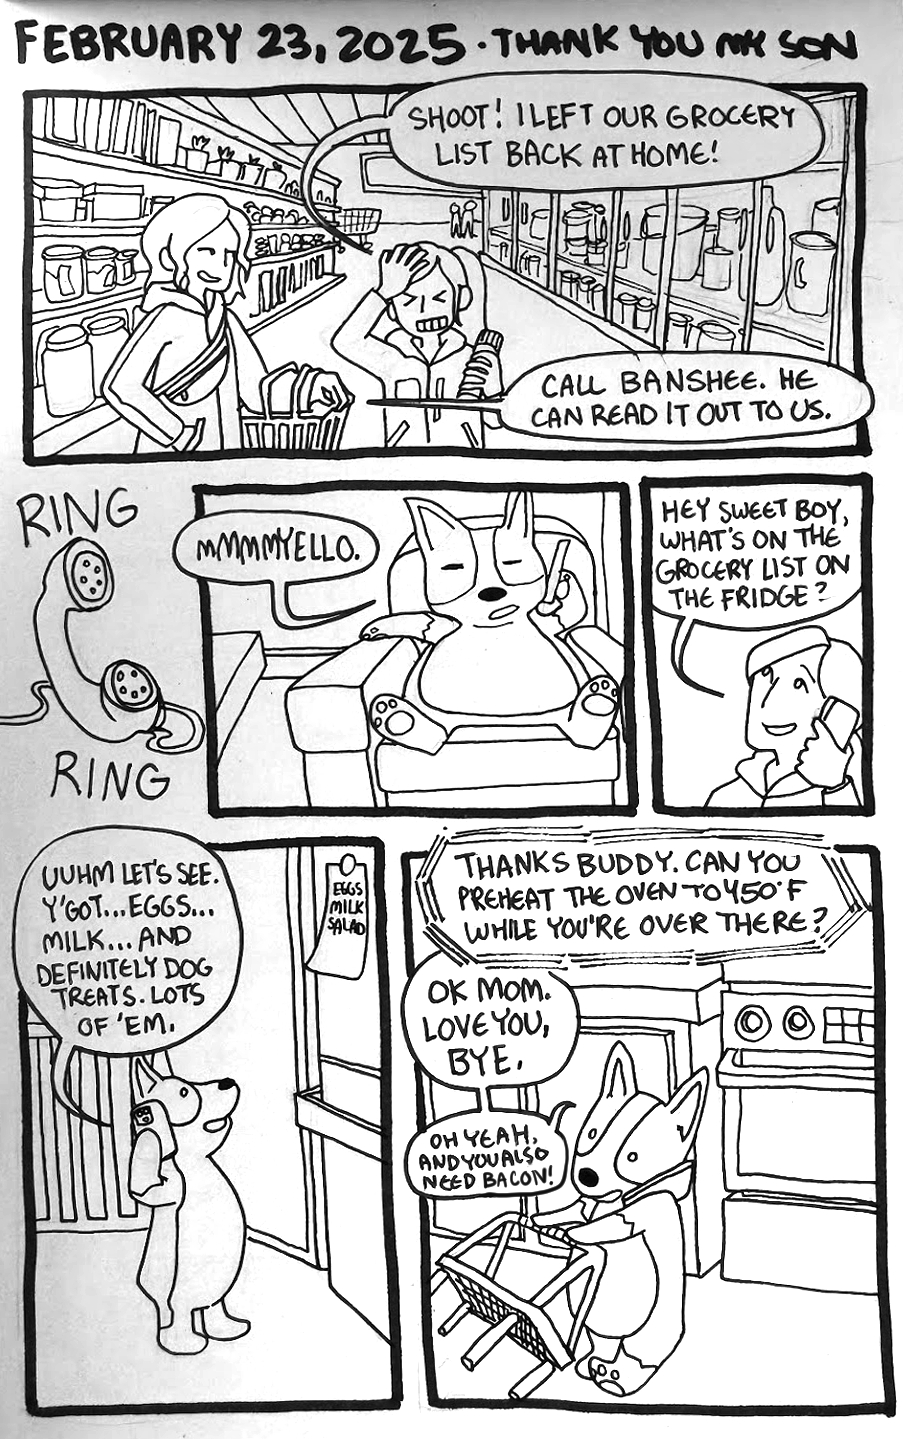 FEBRUARY 23, 2025 · THANK YOU MY SON
SHOOT! I LEFT OUR GROCERY
LIST BACK AT HOME!
CALL BANSHEE. HE
CAN READ IT OUT TO US.
RING
RING
MMMMYELLO.
HEY SWEET BOY,
WHAT'S ON THE
GROCERY LIST ON
THE FRIDGE?
UUHM LET'S SEE.
Y'GOT...EGGS...
MILK...AND
DEFINITELY DOG
TREATS. LOTS
OF 'EM.
EGGS
MILK
SALAD
THANKS BUDDY. CAN YOU
PREHEAT THE OVEN TO 450°F
WHILE YOU'RE OVER THERE?
OK MOM.
LOVE YOU,
BYE.
OH YEAH,
AND YOU ALSO
NEED BACON!